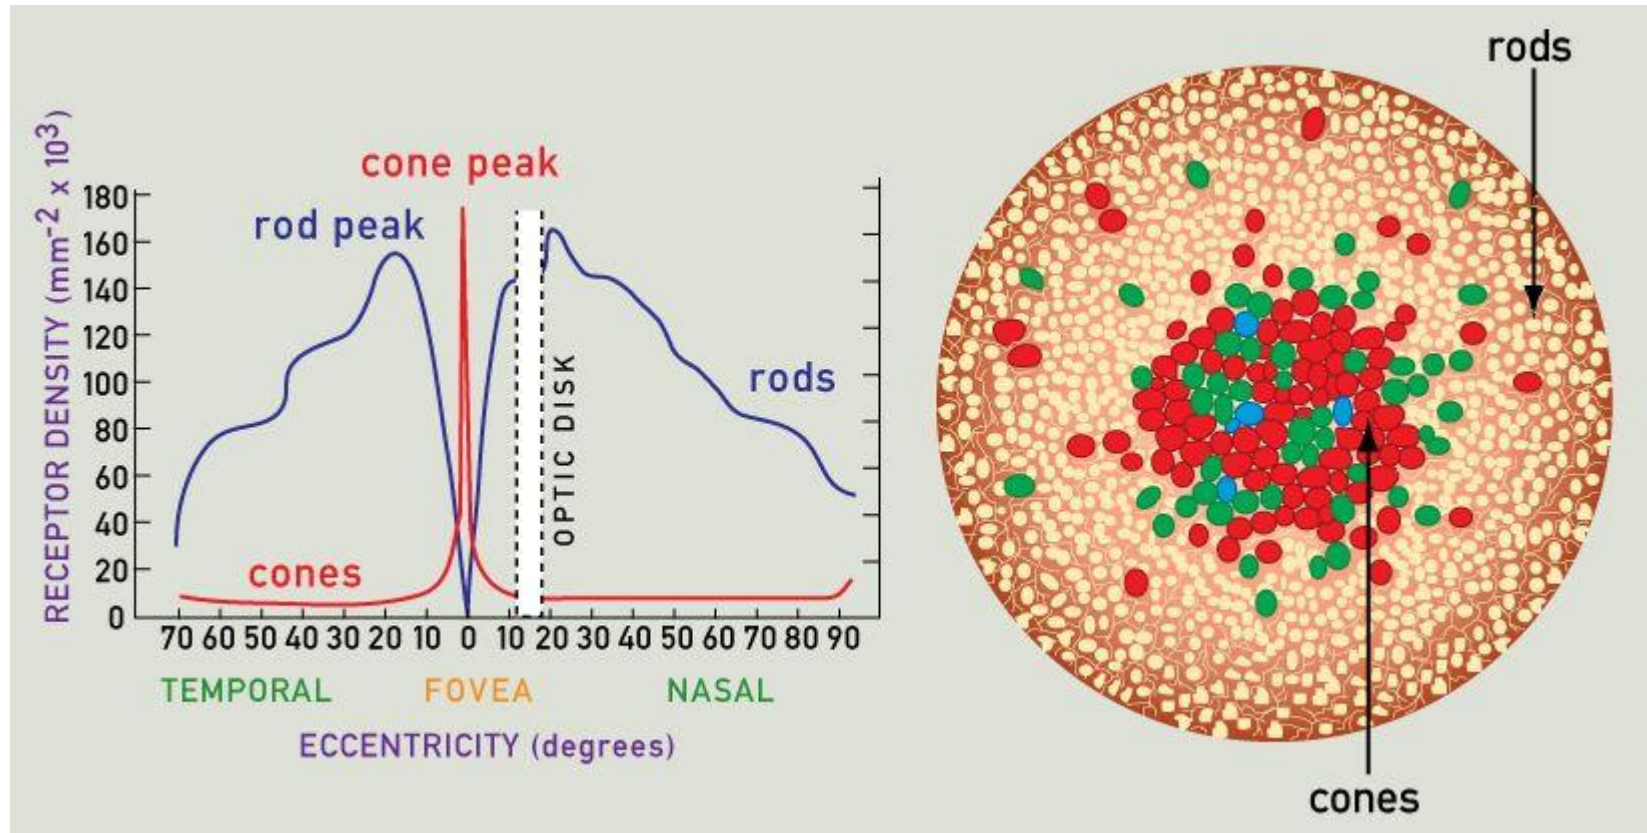 RECEPTOR DENSITY (mm-2 x 103)
180
160
140
120
100
80
60
40
20
0
cone peak
rod peak
rods
cones
OPTIC DISK
70 60 50 40 30 20 10 0 10 20 30 40 50 60 70 80 90
TEMPORAL FOVEA NASAL
ECCENTRICITY (degrees)
rods
cones